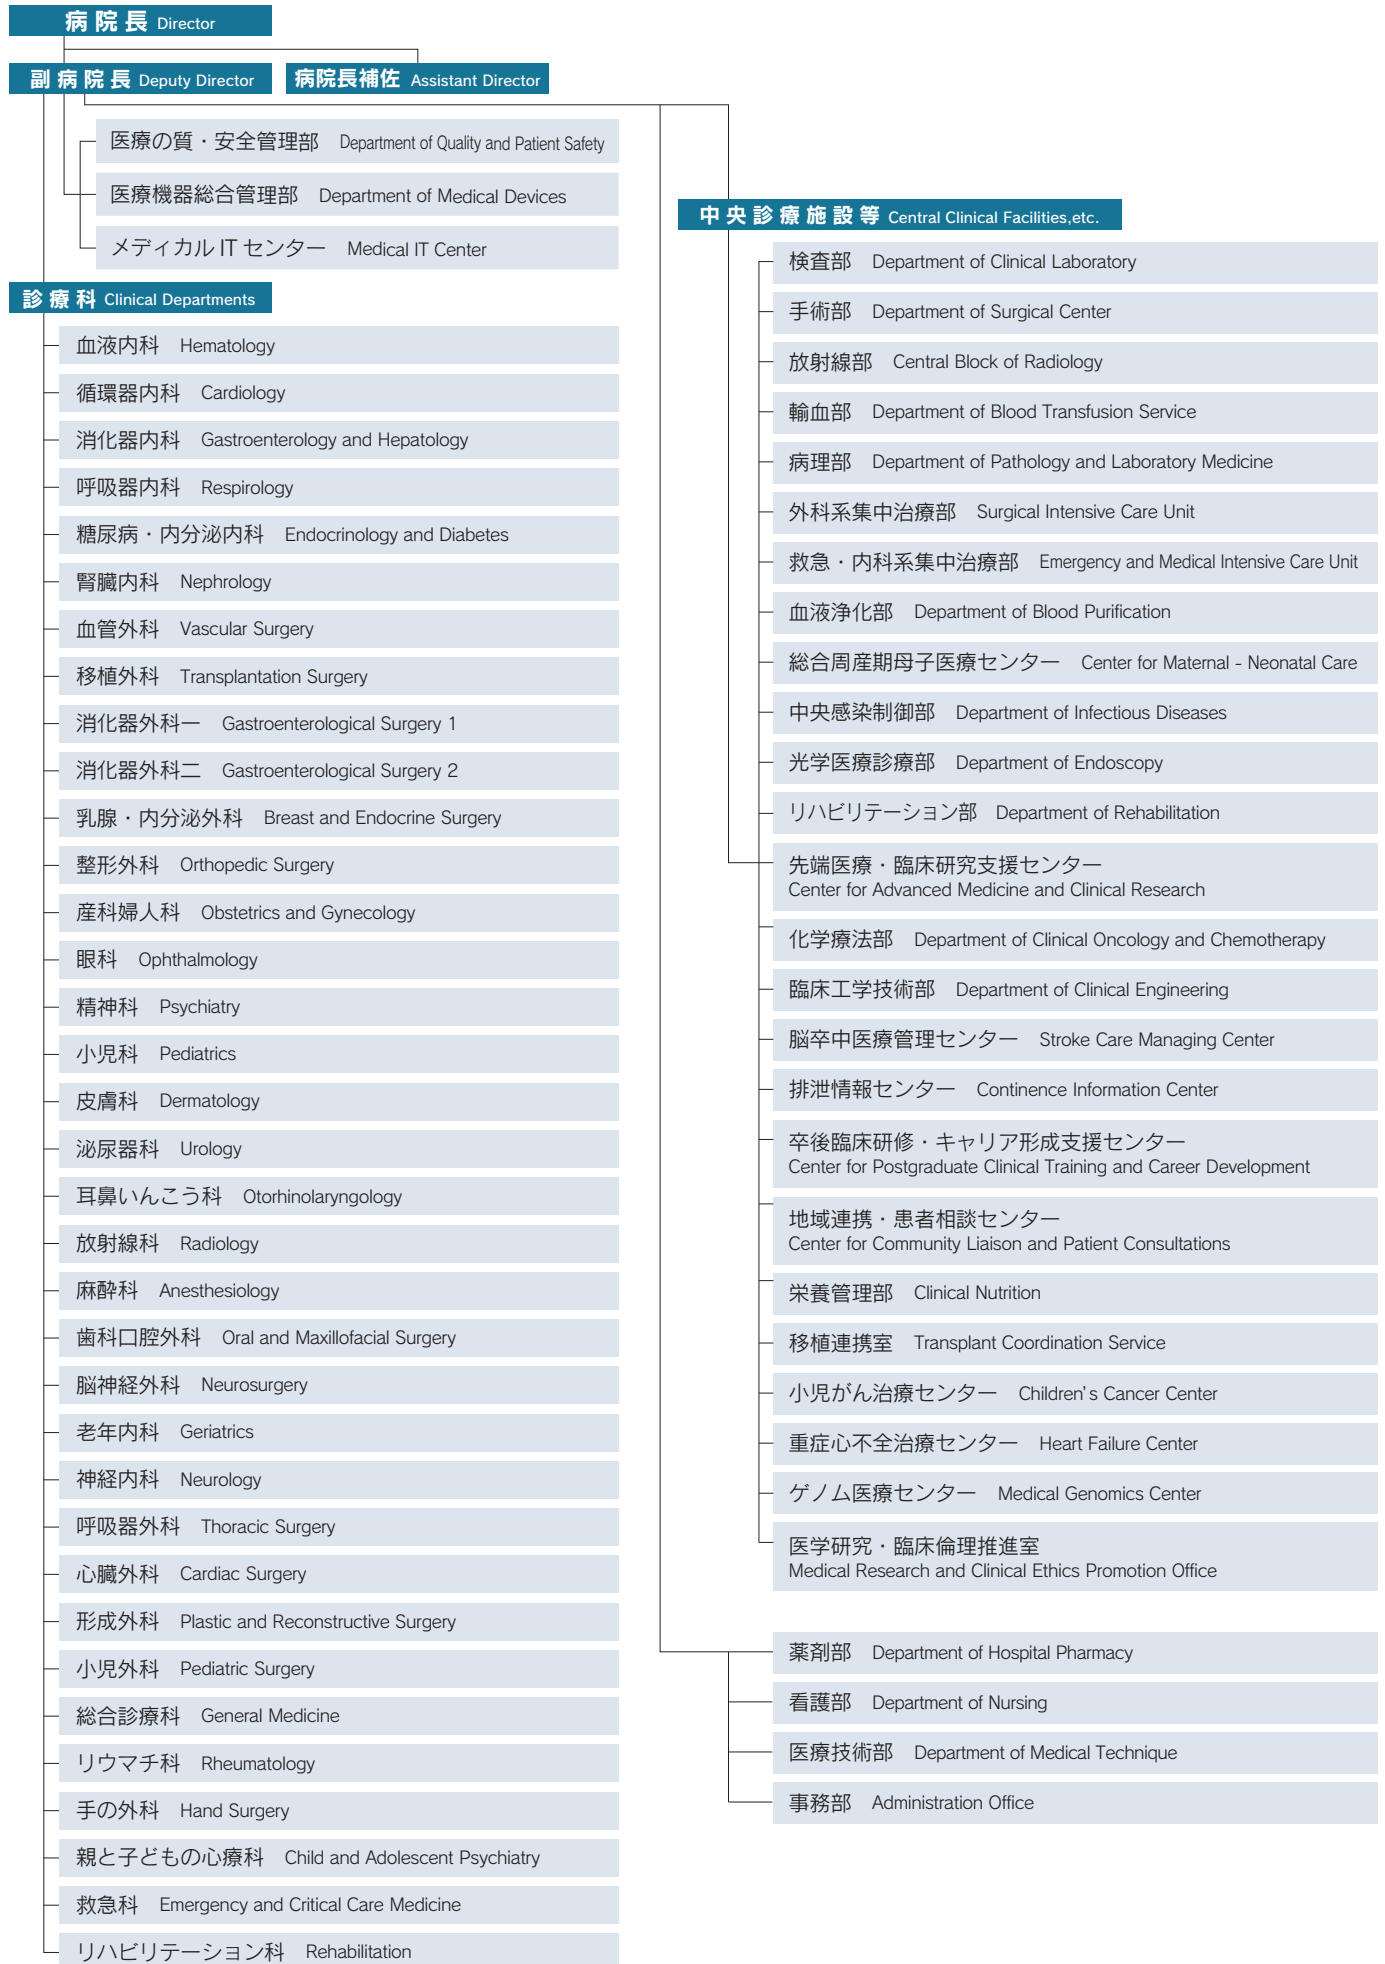 病院長 Director
副病院長 Deputy Director
病院長補佐 Assistant Director
医療の質・安全管理部 Department of Quality and Patient Safety
医療機器総合管理部 Department of Medical Devices
メディカル IT センター Medical IT Center
診療科 Clinical Departments
血液内科 Hematology
循環器内科 Cardiology
消化器内科 Gastroenterology and Hepatology
呼吸器内科 Respirology
糖尿病・内分泌内科 Endocrinology and Diabetes
腎臓内科 Nephrology
血管外科 Vascular Surgery
移植外科 Transplantation Surgery
消化器外科一 Gastroenterological Surgery 1
消化器外科二 Gastroenterological Surgery 2
乳腺・内分泌外科 Breast and Endocrine Surgery
整形外科 Orthopedic Surgery
産科婦人科 Obstetrics and Gynecology
眼科 Ophthalmology
精神科 Psychiatry
小児科 Pediatrics
皮膚科 Dermatology
泌尿器科 Urology
耳鼻いんこう科 Otorhinolaryngology
放射線科 Radiology
麻酔科 Anesthesiology
歯科口腔外科 Oral and Maxillofacial Surgery
脳神経外科 Neurosurgery
老年内科 Geriatrics
神経内科 Neurology
呼吸器外科 Thoracic Surgery
心臓外科 Cardiac Surgery
形成外科 Plastic and Reconstructive Surgery
小児外科 Pediatric Surgery
総合診療科 General Medicine
リウマチ科 Rheumatology
手の外科 Hand Surgery
親と子どもの心療科 Child and Adolescent Psychiatry
救急科 Emergency and Critical Care Medicine
リハビリテーション科 Rehabilitation
中央診療施設等 Central Clinical Facilities,etc.
検査部 Department of Clinical Laboratory
手術部 Department of Surgical Center
放射線部 Central Block of Radiology
輸血部 Department of Blood Transfusion Service
病理部 Department of Pathology and Laboratory Medicine
外科系集中治療部 Surgical Intensive Care Unit
救急・内科系集中治療部 Emergency and Medical Intensive Care Unit
血液浄化部 Department of Blood Purification
総合周産期母子医療センター Center for Maternal - Neonatal Care
中央感染制御部 Department of Infectious Diseases
光学医療診療部 Department of Endoscopy
リハビリテーション部 Department of Rehabilitation
先端医療・臨床研究支援センター
Center for Advanced Medicine and Clinical Research
化学療法部 Department of Clinical Oncology and Chemotherapy
臨床工学技術部 Department of Clinical Engineering
脳卒中医療管理センター Stroke Care Managing Center
排泄情報センター Continence Information Center
卒後臨床研修・キャリア形成支援センター
Center for Postgraduate Clinical Training and Career Development
地域連携・患者相談センター
Center for Community Liaison and Patient Consultations
栄養管理部 Clinical Nutrition
移植連携室 Transplant Coordination Service
小児がん治療センター Children's Cancer Center
重症心不全治療センター Heart Failure Center
ゲノム医療センター Medical Genomics Center
医学研究・臨床倫理推進室
Medical Research and Clinical Ethics Promotion Office
薬剤部 Department of Hospital Pharmacy
看護部 Department of Nursing
医療技術部 Department of Medical Technique
事務部 Administration Office